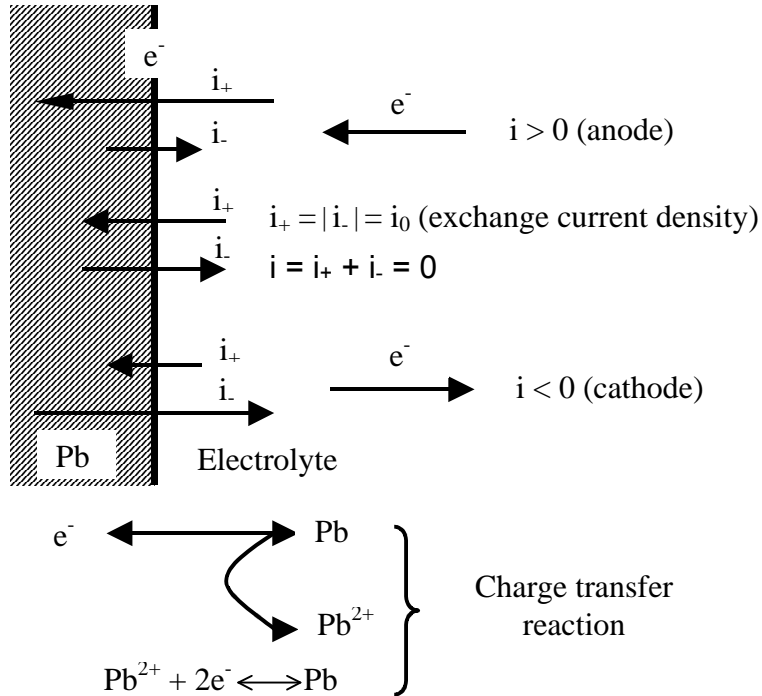 e⁻
i₊
e⁻
i > 0 (anode)
i₋
i₊
i₊ = | i₋ | = i₀ (exchange current density)
i₋
i = i₊ + i₋ = 0
i₊
e⁻
i₋
i < 0 (cathode)
Pb
Electrolyte
e⁻
Pb
Charge transfer
reaction
Pb²⁺
Pb²⁺ + 2e⁻ ↔ Pb